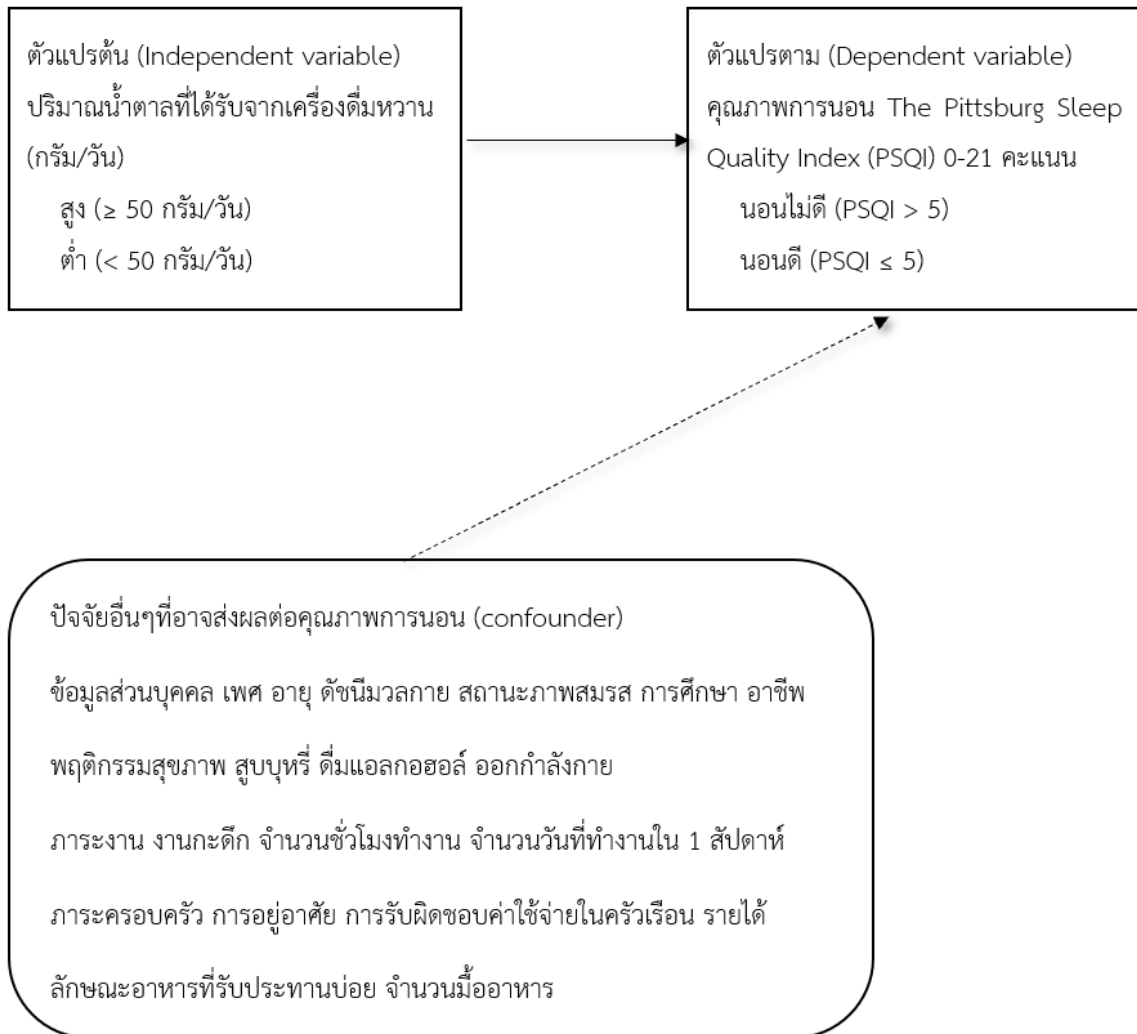 ตัวแปรต้น (Independent variable)
ปริมาณน้ำตาลที่ได้รับจากเครื่องดื่มหวาน
(กรัม/วัน)
สูง (≥ 50 กรัม/วัน)
ต่ำ (< 50 กรัม/วัน)
ตัวแปรตาม (Dependent variable)
คุณภาพการนอน The Pittsburg Sleep
Quality Index (PSQI) 0-21 คะแนน
นอนไม่ดี (PSQI > 5)
นอนดี (PSQI ≤ 5)
ปัจจัยอื่นๆที่อาจส่งผลต่อคุณภาพการนอน (confounder)
ข้อมูลส่วนบุคคล เพศ อายุ ดัชนีมวลกาย สถานะภาพสมรส การศึกษา อาชีพ
พฤติกรรมสุขภาพ สูบบุหรี่ ดื่มแอลกอฮอล์ ออกกำลังกาย
ภาระงาน งานกะดึก จำนวนชั่วโมงทำงาน จำนวนวันที่ทำงานใน 1 สัปดาห์
ภาระครอบครัว การอยู่อาศัย การรับผิดชอบค่าใช้จ่ายในครัวเรือน รายได้
ลักษณะอาหารที่รับประทานบ่อย จำนวนมื้ออาหาร